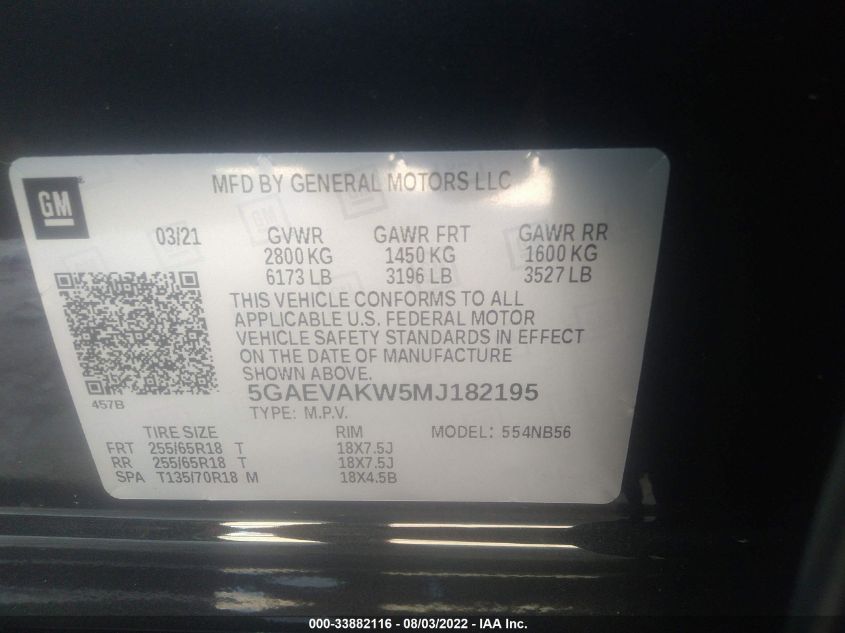 GM
MFD BY GENERAL MOTORS LLC
03/21 GVWR GAWR FRT GAWR RR
2800 KG 1450 KG 1600 KG
6173 LB 3196 LB 3527 LB
THIS VEHICLE CONFORMS TO ALL
APPLICABLE U.S. FEDERAL MOTOR
VEHICLE SAFETY STANDARDS IN EFFECT
ON THE DATE OF MANUFACTURE
SHOWN ABOVE.
5GAEVAKW5MJ182195
457B
TYPE: M.P.V.
TIRE SIZE RIM MODEL: 554NB56
FRT 255/65R18 T 18X7.5J
RR 255/65R18 T 18X7.5J
SPA T135/70R18 M 18X4.5B
000-33882116 - 08/03/2022 - IAA Inc.